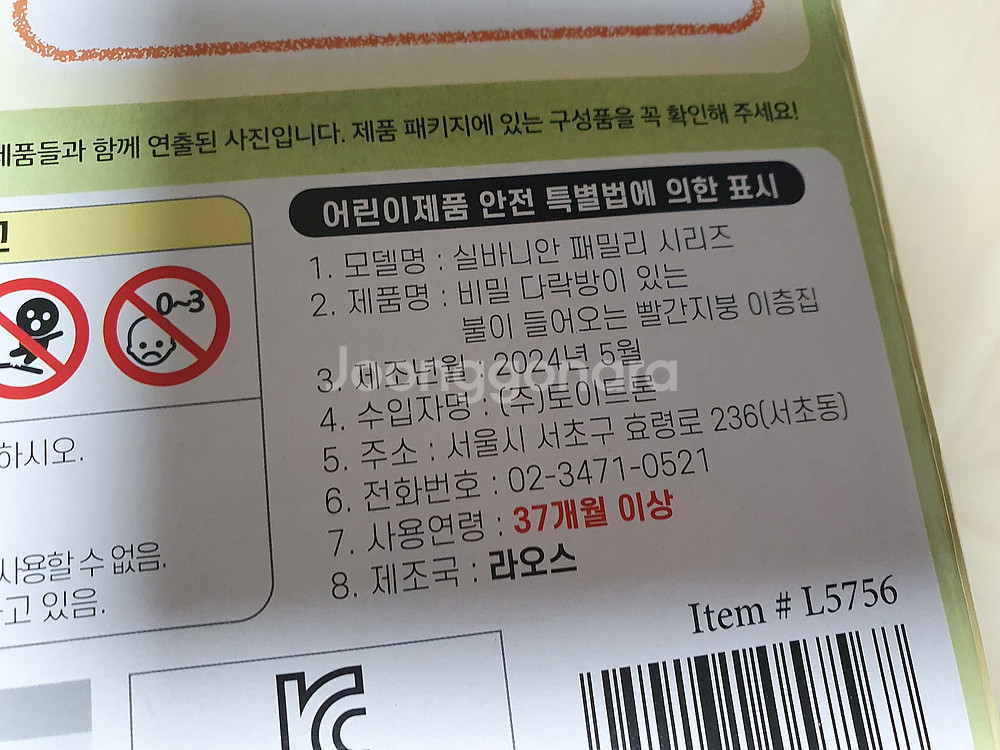 제품들과 함께 연출된 사진입니다. 제품 패키지에 있는 구성품을 꼭 확인해 주세요!
어린이제품 안전 특별법에 의한 표시
1. 모델명 : 실바니안 패밀리 시리즈
2. 제품명 : 비밀 다락방이 있는
불이 들어오는 빨간지붕 이층집
3. 제조년월 : 2024년 5월
4. 수입자명 : (주)토이트론
5. 주소 : 서울시 서초구 효령로 236(서초동)
6. 전화번호 : 02-3471-0521
7. 사용연령 : 37개월 이상
8. 제조국 : 라오스
고
0~3
하시오.
사용할 수 없음.
고 있음.
Item # L5756
Joonggonara